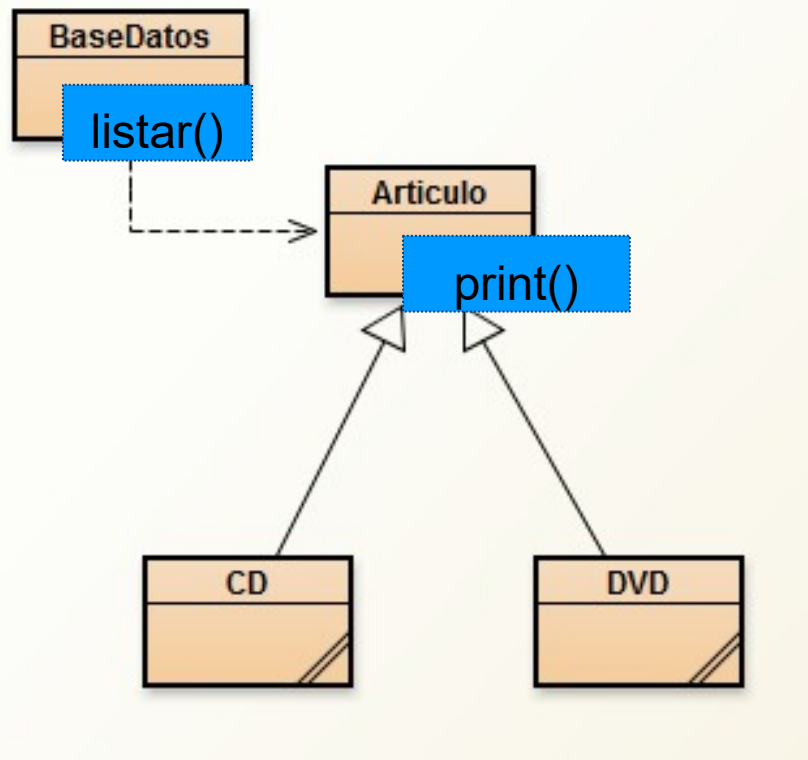 BaseDatos
listar()
Articulo
print()
CD
DVD